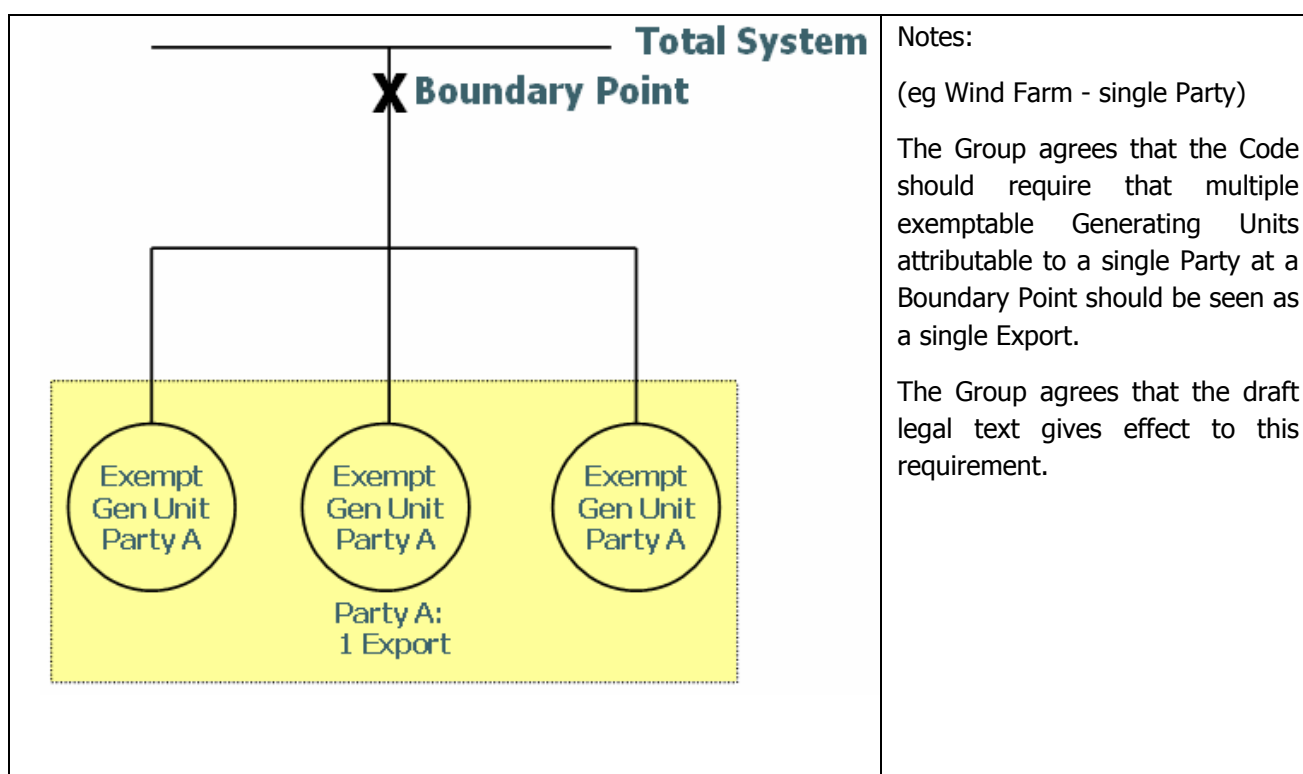 Total System
X Boundary Point
Exempt
Gen Unit
Party A
Exempt
Gen Unit
Party A
Exempt
Gen Unit
Party A
Party A:
1 Export
Notes:
(eg Wind Farm - single Party)
The Group agrees that the Code
should require that multiple
exemptable Generating Units
attributable to a single Party at a
Boundary Point should be seen as
a single Export.
The Group agrees that the draft
legal text gives effect to this
requirement.